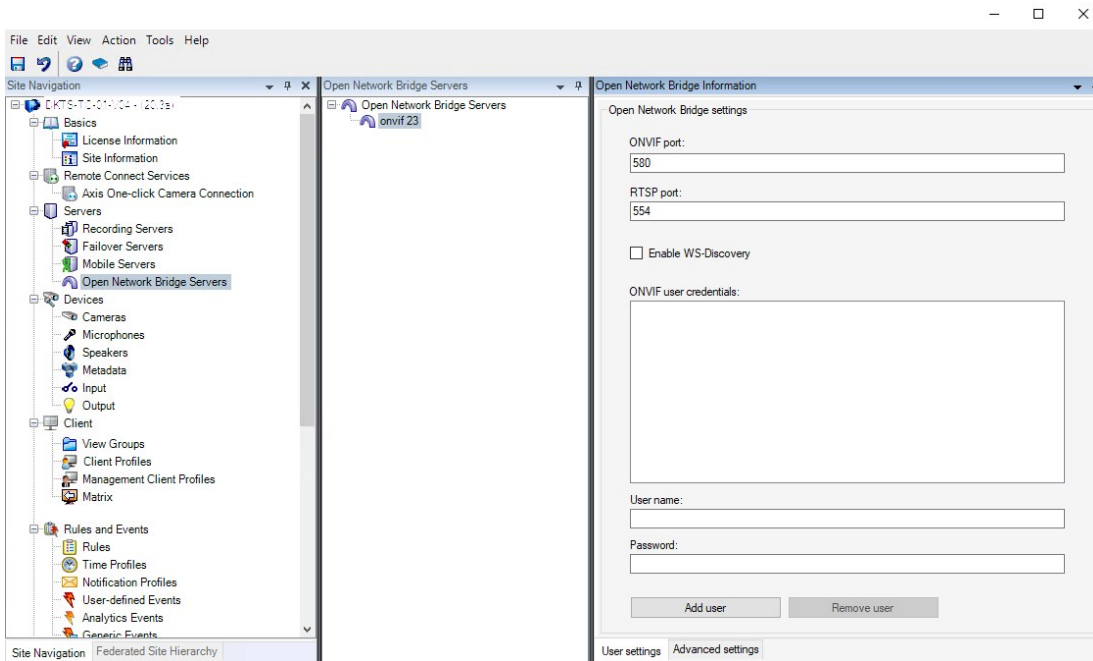 File Edit View Action Tools Help
Site Navigation
Basics
License Information
Site Information
Remote Connect Services
Axis One-click Camera Connection
Servers
Recording Servers
Failover Servers
Mobile Servers
Open Network Bridge Servers
Devices
Cameras
Microphones
Speakers
Metadata
Input
Output
Client
View Groups
Client Profiles
Management Client Profiles
Matrix
Rules and Events
Rules
Time Profiles
Notification Profiles
User-defined Events
Analytics Events
Generic Events
Site Navigation Federated Site Hierarchy
Open Network Bridge Servers
Open Network Bridge Servers
onvif 23
Open Network Bridge Information
Open Network Bridge settings
ONVIF port:
580
RTSP port:
554
Enable WS-Discovery
ONVIF user credentials:
User name:
Password:
Add user Remove user
User settings Advanced settings